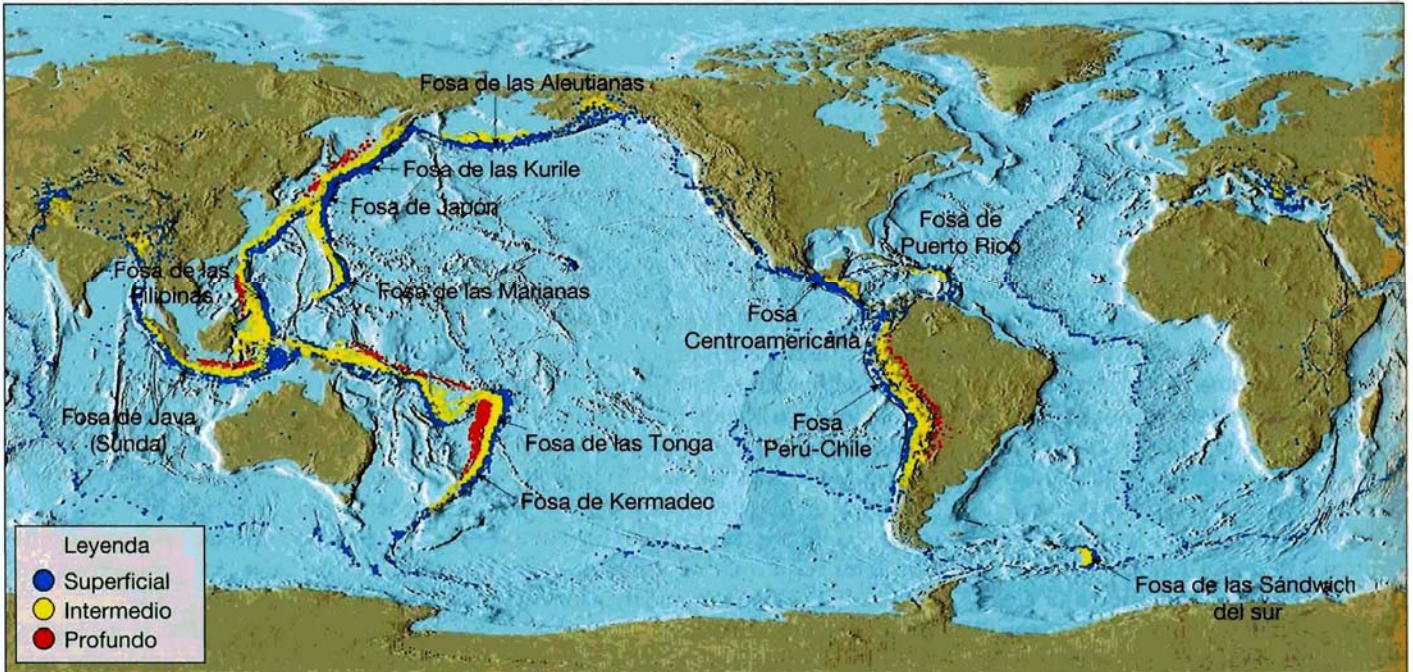 Fosa de las Aleutianas
Fosa de las Kurile
Fosa de Japón
Fosa de las
Filipinas
Fosa de las Marianas
Fosa de
Puerto Rico
Fosa
Centroamericana
Fosa de Java
(Sunda)
Fosa de las Tonga
Fosa
Perú-Chile
Fosa de Kermadec
Fosa de las Sándwich
del sur
Leyenda
Superficial
Intermedio
Profundo